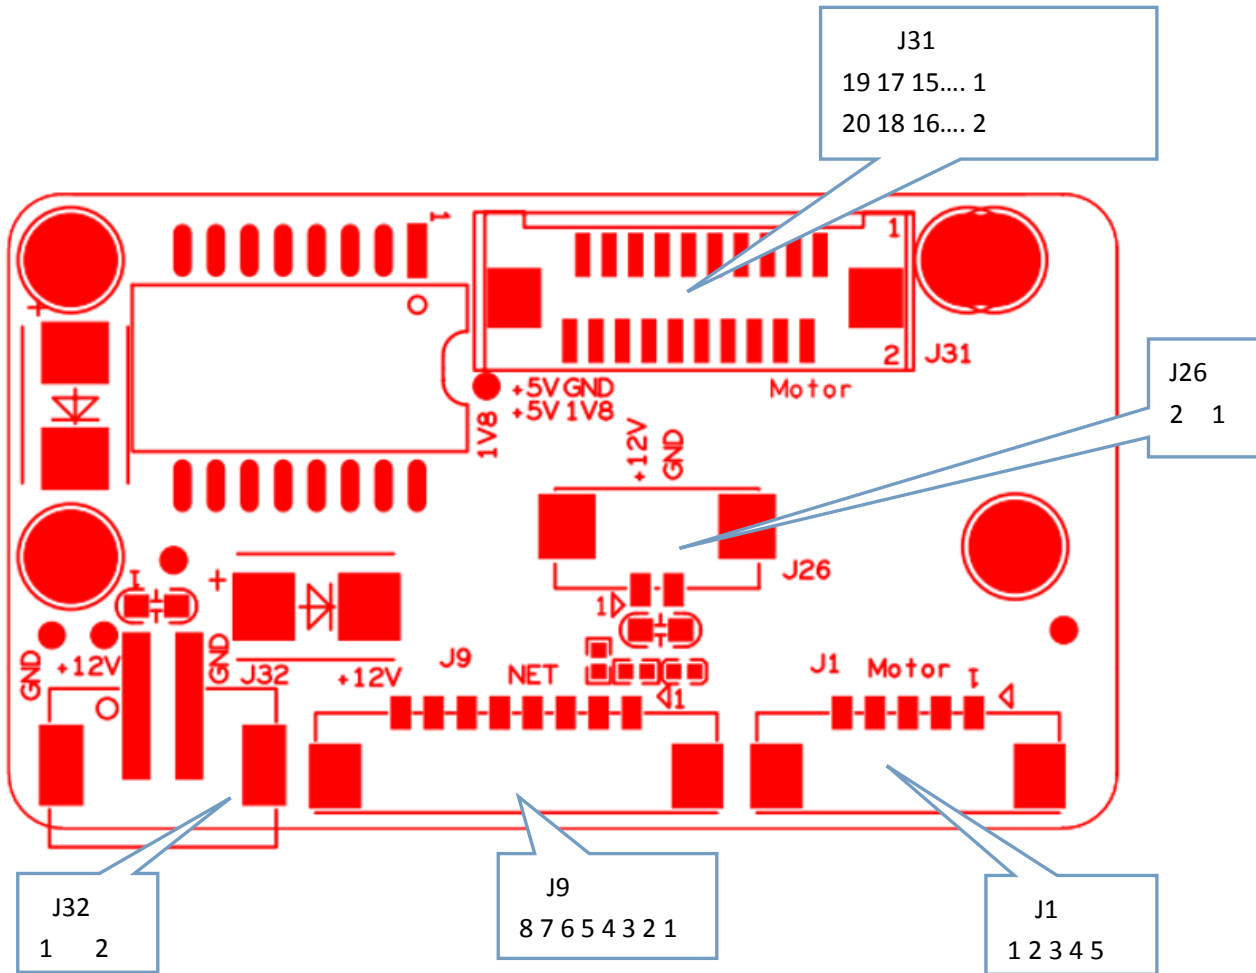 J31
19 17 15.... 1
20 18 16.... 2
1
1
2
J31
+
+5V GND
+5V 1V8
1V8
Motor
J26
2 1
+12V
GND
J26
1
1
+
GND
+12V
GND
J32
+12V
J9
NET
1
J1
Motor
1
J32
1 2
J9
8 7 6 5 4 3 2 1
J1
1 2 3 4 5